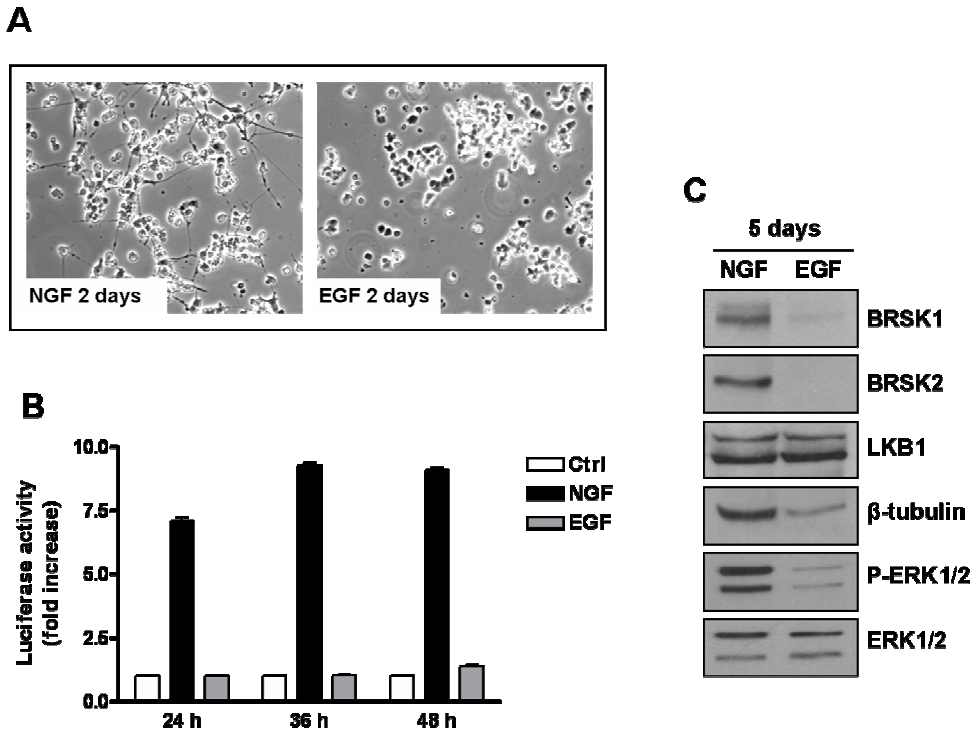 A
NGF 2 days
EGF 2 days
B
Luciferase activity
(fold increase)
10.0
7.5
5.0
2.5
0.0
24 h
36 h
48 h
Ctrl
NGF
EGF
C
5 days
NGF EGF
BRSK1
BRSK2
LKB1
β-tubulin
P-ERK1/2
ERK1/2